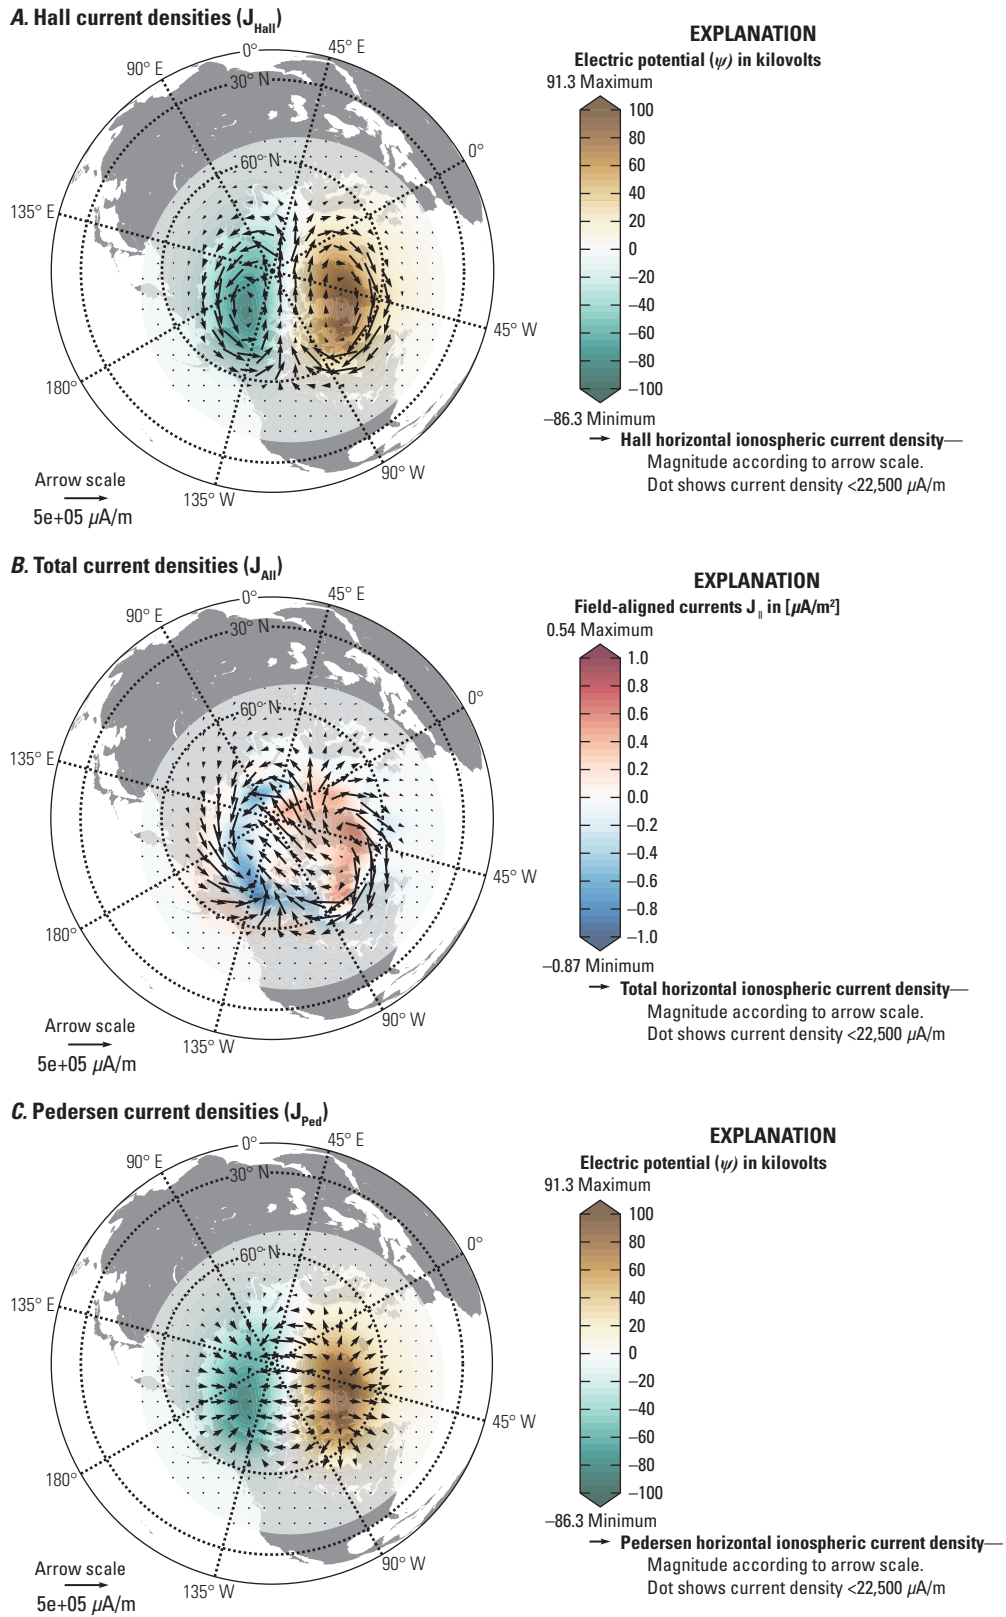 A. Hall current densities (J_Hall)
0°
45° E
90° E
30° N
0°
60° N
135° E
45° W
180°
90° W
135° W
Arrow scale
5e+05 µA/m
EXPLANATION
Electric potential (ψ) in kilovolts
91.3 Maximum
100
80
60
40
20
0
−20
−40
−60
−80
−100
−86.3 Minimum
Hall horizontal ionospheric current density—
Magnitude according to arrow scale.
Dot shows current density <22,500 µA/m
B. Total current densities (J_All)
0°
45° E
90° E
30° N
0°
60° N
135° E
45° W
180°
90° W
135° W
Arrow scale
5e+05 µA/m
EXPLANATION
Field-aligned currents J_|| in [µA/m²]
0.54 Maximum
1.0
0.8
0.6
0.4
0.2
0.0
−0.2
−0.4
−0.6
−0.8
−1.0
−0.87 Minimum
Total horizontal ionospheric current density—
Magnitude according to arrow scale.
Dot shows current density <22,500 µA/m
C. Pedersen current densities (J_Ped)
0°
45° E
90° E
30° N
0°
60° N
135° E
45° W
180°
90° W
135° W
Arrow scale
5e+05 µA/m
EXPLANATION
Electric potential (ψ) in kilovolts
91.3 Maximum
100
80
60
40
20
0
−20
−40
−60
−80
−100
−86.3 Minimum
Pedersen horizontal ionospheric current density—
Magnitude according to arrow scale.
Dot shows current density <22,500 µA/m